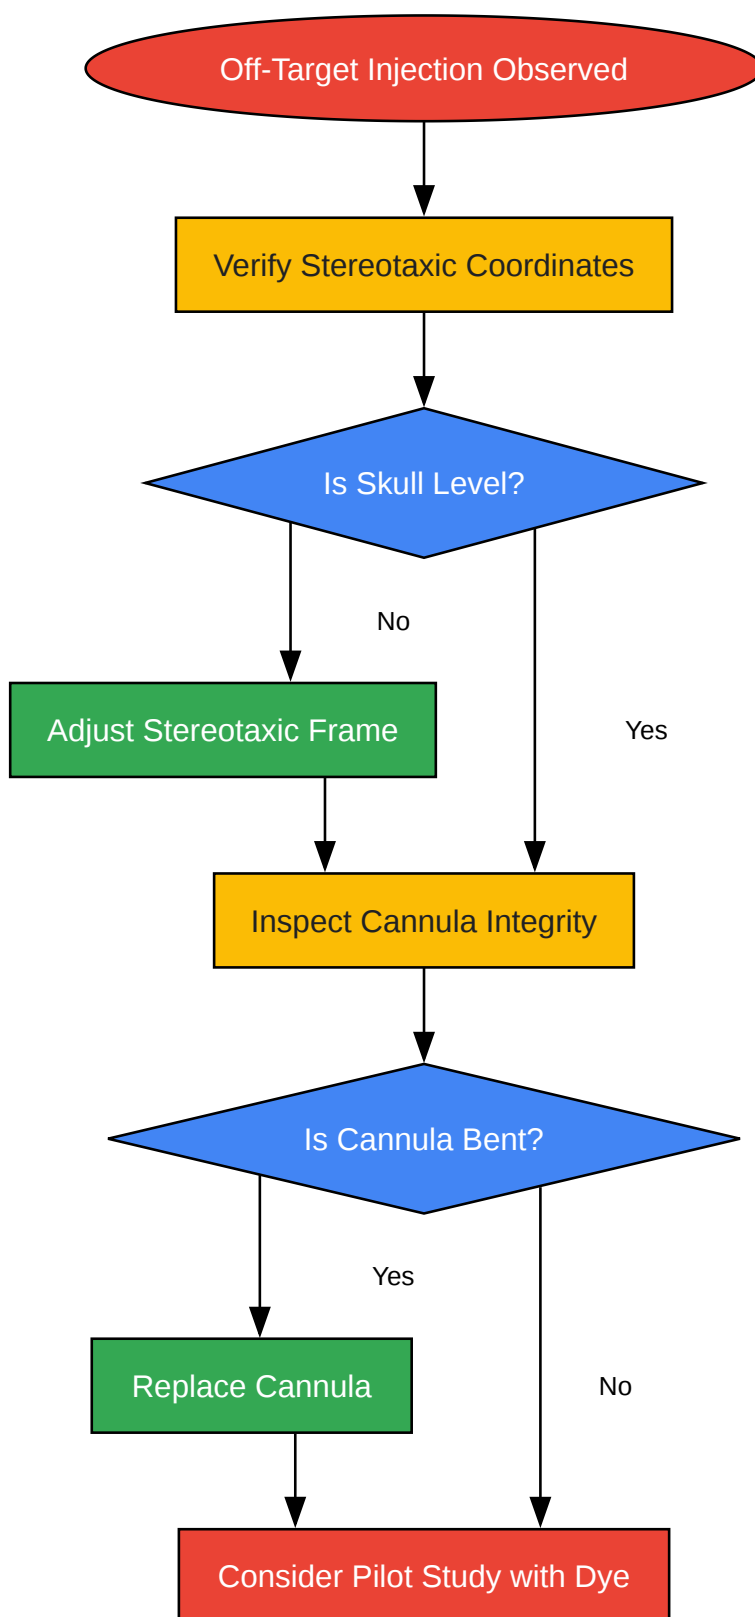 Off-Target Injection Observed
Verify Stereotaxic Coordinates
Is Skull Level?
No
Adjust Stereotaxic Frame
Yes
Inspect Cannula Integrity
Is Cannula Bent?
Yes
Replace Cannula
No
Consider Pilot Study with Dye